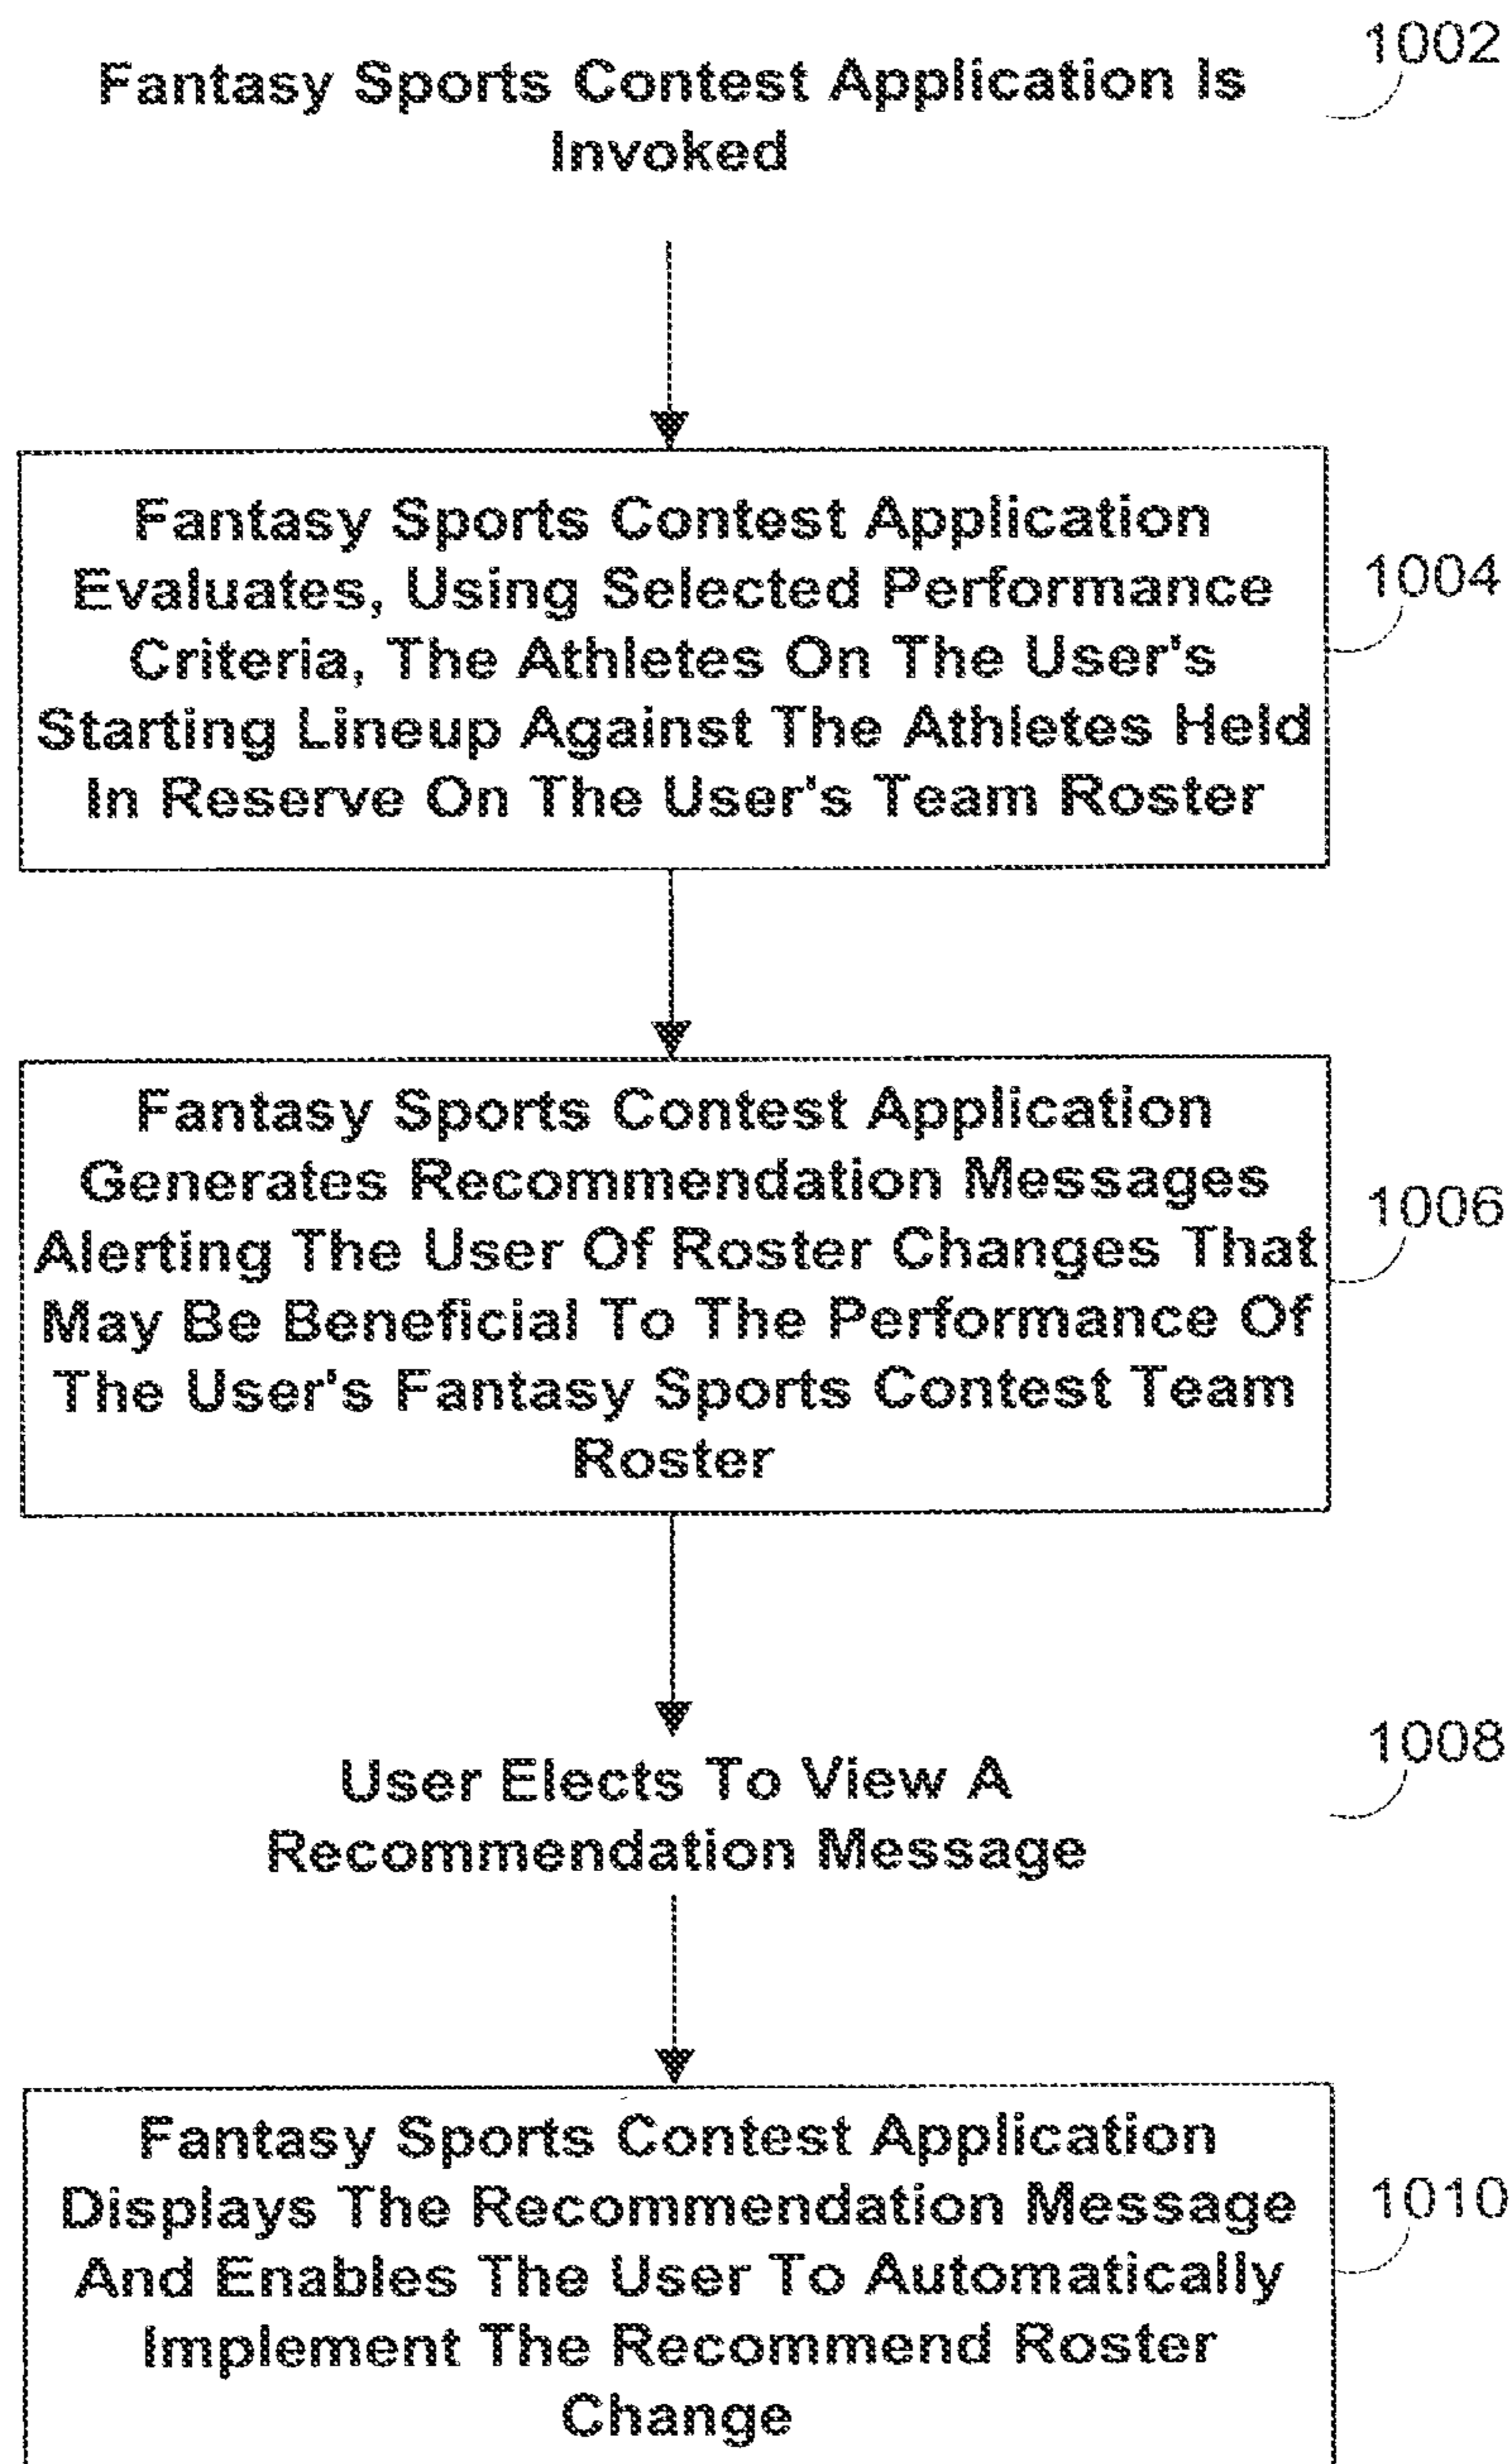 1002
Fantasy Sports Contest Application Is
Invoked
Fantasy Sports Contest Application
Evaluates, Using Selected Performance
Criteria, The Athletes On The User's
Starting Lineup Against The Athletes Held
In Reserve On The User's Team Roster
1004
Fantasy Sports Contest Application
Generates Recommendation Messages
Alerting The User Of Roster Changes That
May Be Beneficial To The Performance Of
The User's Fantasy Sports Contest Team
Roster
1006
User Elects To View A
Recommendation Message
1008
Fantasy Sports Contest Application
Displays The Recommendation Message
And Enables The User To Automatically
Implement The Recommend Roster
Change
1010